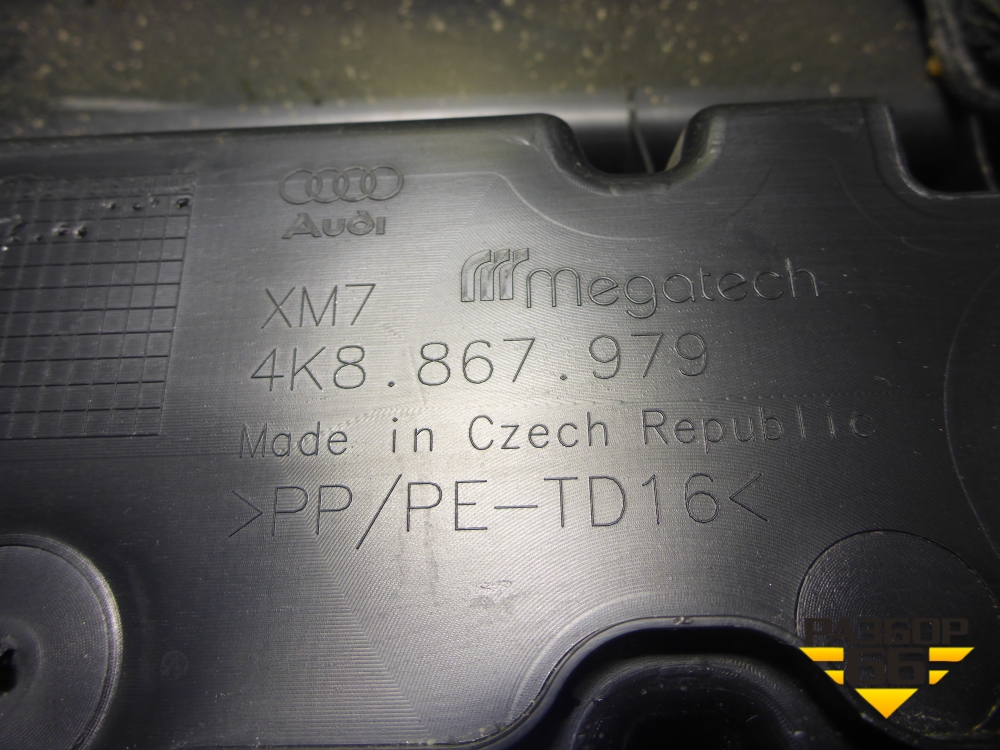 Audi
megatech
XM7
4K8.867.979
Made in Czech Republic
>PP/PE-TD16<
РАЗБОР
66